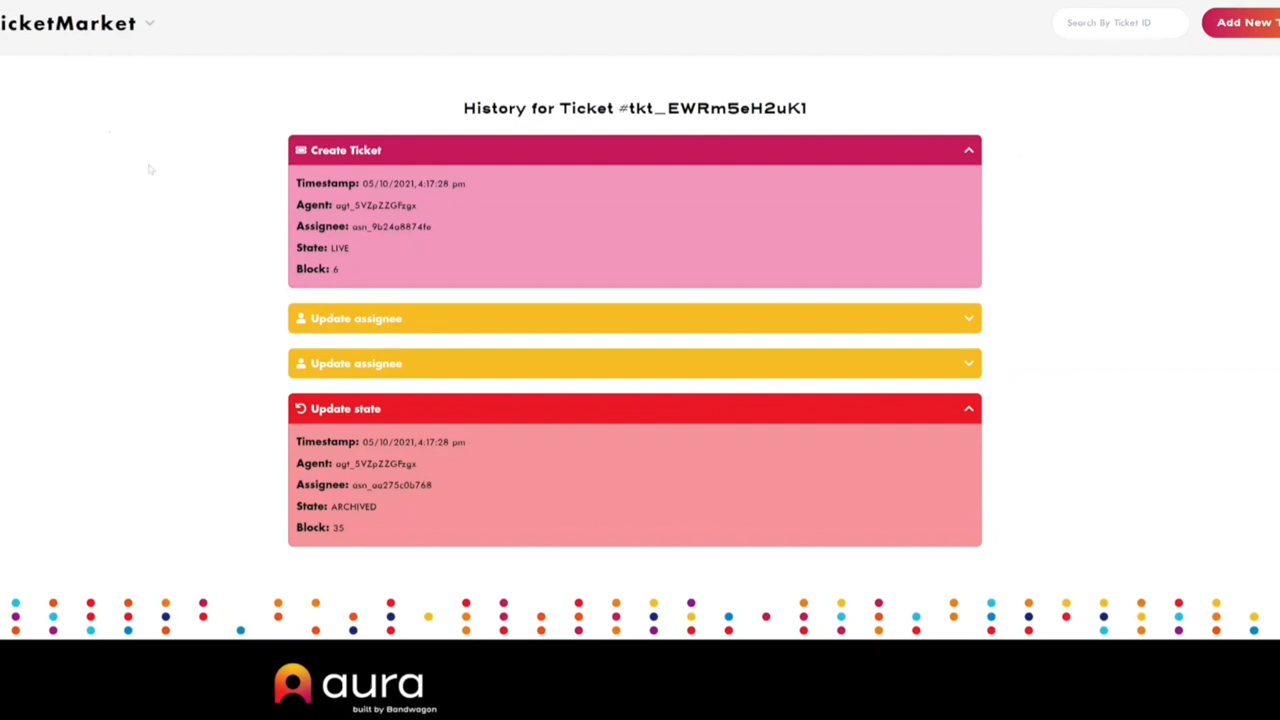 icketMarket
Search By Ticket ID
Add New T
History for Ticket #tkt_EWRm5eH2uK1
Create Ticket
Timestamp: 05/10/2021, 4:17:28 pm
Agent: agt_5VZpZZGFzgx
Assignee: asn_9b24a8874fe
State: LIVE
Block: 6
Update assignee
Update assignee
Update state
Timestamp: 05/10/2021, 4:17:28 pm
Agent: agt_5VZpZZGFzgx
Assignee: asn_aa275c0b768
State: ARCHIVED
Block: 35
aura
built by Bandwagon